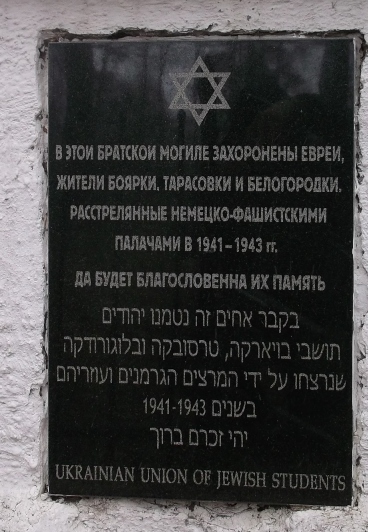 В ЭТОЙ БРАТСКОЙ МОГИЛЕ ЗАХОРОНЕНЫ ЕВРЕИ,
ЖИТЕЛИ БОЯРКИ, ТАРАСОВКИ И БЕЛОГОРОДКИ,
РАССТРЕЛЯННЫЕ НЕМЕЦКО-ФАШИСТСКИМИ
ПАЛАЧАМИ В 1941–1943 гг.
ДА БУДЕТ БЛАГОСЛОВЕННА ИХ ПАМЯТЬ
בקבר אחים זה נטמנו יהודים
תושבי בויארקה, טרסובקה ובלוגורודקה
שנרצחו על ידי המרצים הגרמנים ועוזריהם
בשנים 1941-1943
יהי זכרם ברוך
UKRAINIAN UNION OF JEWISH STUDENTS